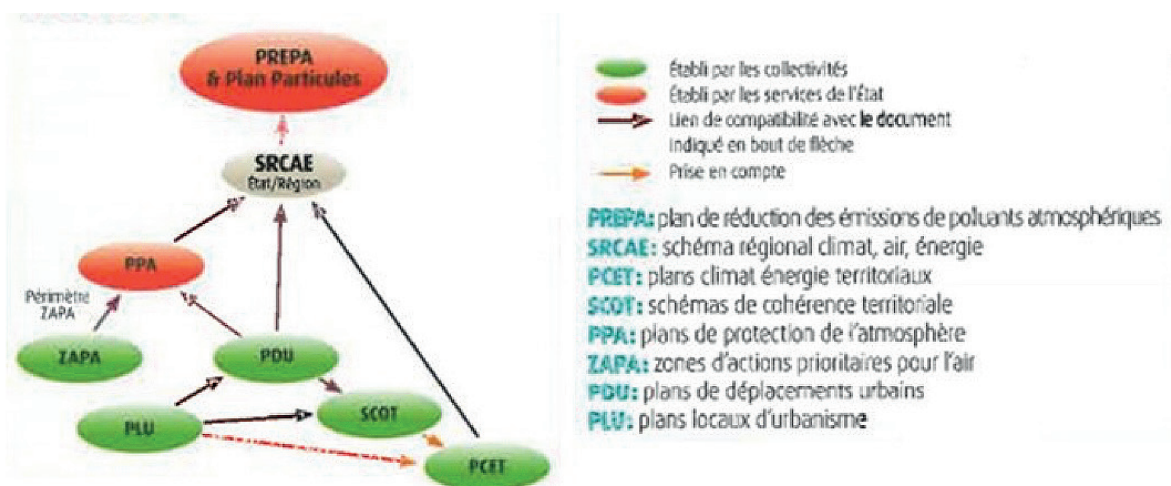 PREPA
& Plan Particules
SRCAE
État/Région
PPA
Périmètre
ZAPA
ZAPA
PDU
PLU
SCOT
PCET
Établi par les collectivités
Établi par les services de l'État
Lien de compatibilité avec le document
indiqué en bout de flèche
Prise en compte
PREPA: plan de réduction des émissions de polluants atmosphériques
SRCAE: schéma régional climat, air, énergie
PCET: plans climat énergie territoriaux
SCOT: schémas de cohérence territoriale
PPA: plans de protection de l'atmosphère
ZAPA: zones d'actions prioritaires pour l'air
PDU: plans de déplacements urbains
PLU: plans locaux d'urbanisme